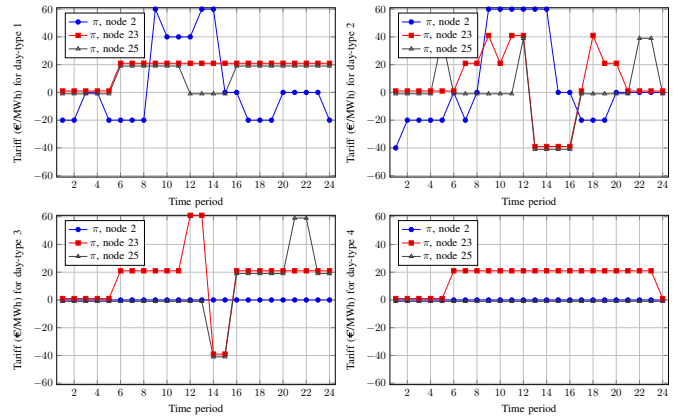 Tariff (€/MWh) for day-type 1
60
40
20
0
−20
−40
−60
π, node 2
π, node 23
π, node 25
2 4 6 8 10 12 14 16 18 20 22 24
Time period
Tariff (€/MWh) for day-type 2
60
40
20
0
−20
−40
−60
π, node 2
π, node 23
π, node 25
2 4 6 8 10 12 14 16 18 20 22 24
Time period
Tariff (€/MWh) for day-type 3
60
40
20
0
−20
−40
−60
π, node 2
π, node 23
π, node 25
2 4 6 8 10 12 14 16 18 20 22 24
Time period
Tariff (€/MWh) for day-type 4
60
40
20
0
−20
−40
−60
π, node 2
π, node 23
π, node 25
2 4 6 8 10 12 14 16 18 20 22 24
Time period